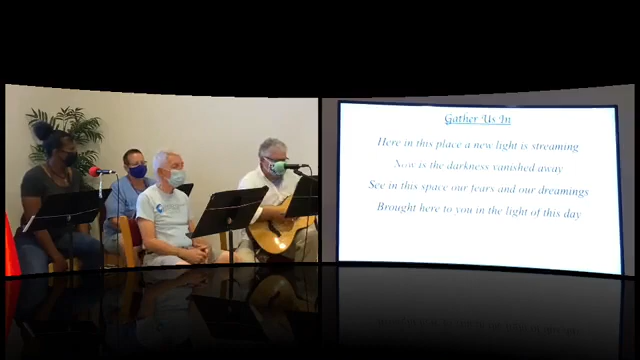 Gather Us In
Here in this place a new light is streaming
Now is the darkness vanished away
See in this space our fears and our dreamings
Brought here to you in the light of this day